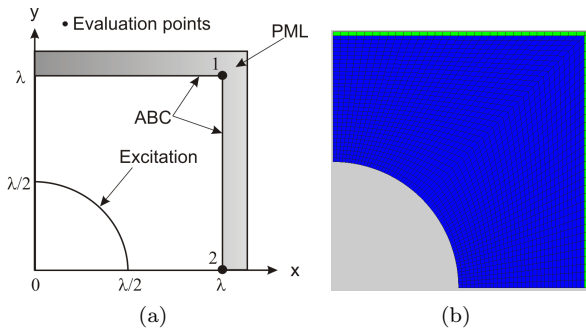 y
• Evaluation points
PML
λ
1
ABC
Excitation
λ/2
2
x
0
λ/2
λ
(a)
(b)